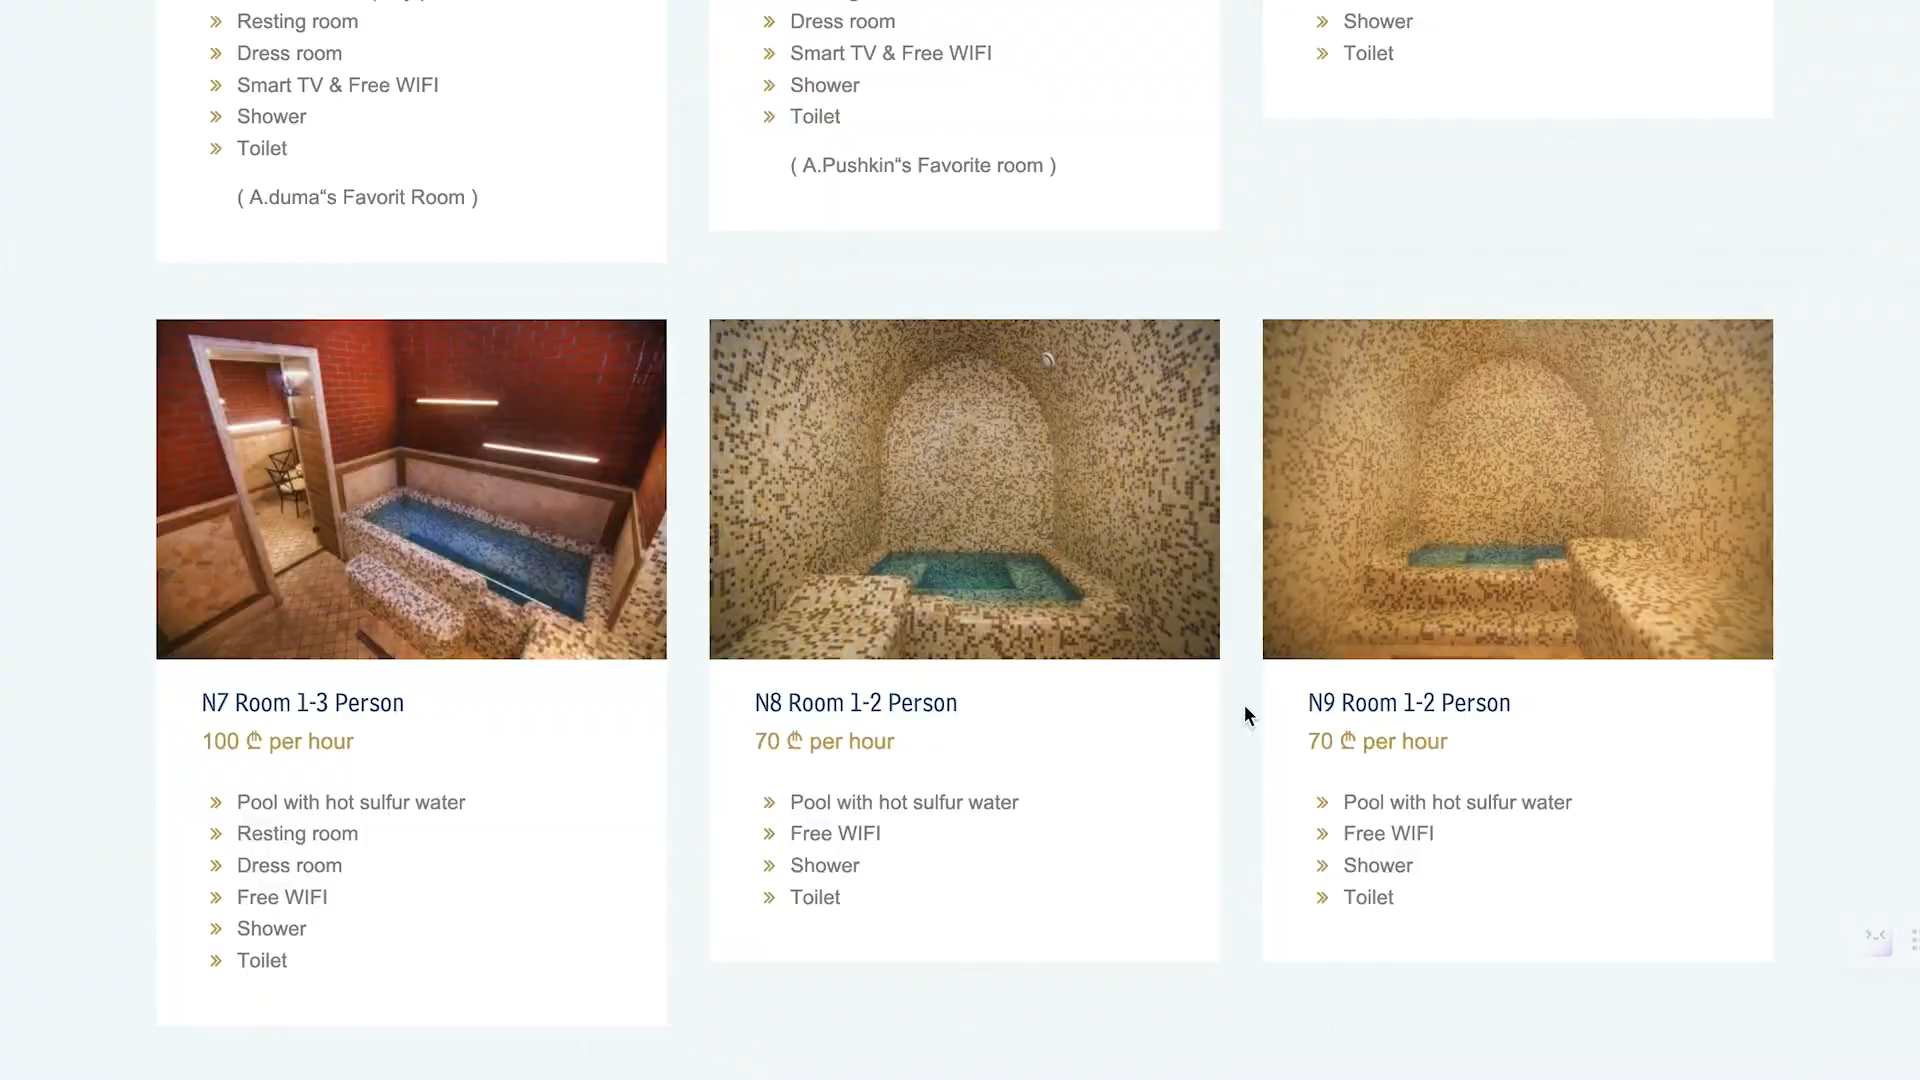 Resting room
Dress room
Smart TV & Free WIFI
Shower
Toilet
( A.duma“s Favorit Room )
Dress room
Smart TV & Free WIFI
Shower
Toilet
( A.Pushkin“s Favorite room )
Shower
Toilet
N7 Room 1-3 Person
100 ₾ per hour
Pool with hot sulfur water
Resting room
Dress room
Free WIFI
Shower
Toilet
N8 Room 1-2 Person
70 ₾ per hour
Pool with hot sulfur water
Free WIFI
Shower
Toilet
N9 Room 1-2 Person
70 ₾ per hour
Pool with hot sulfur water
Free WIFI
Shower
Toilet